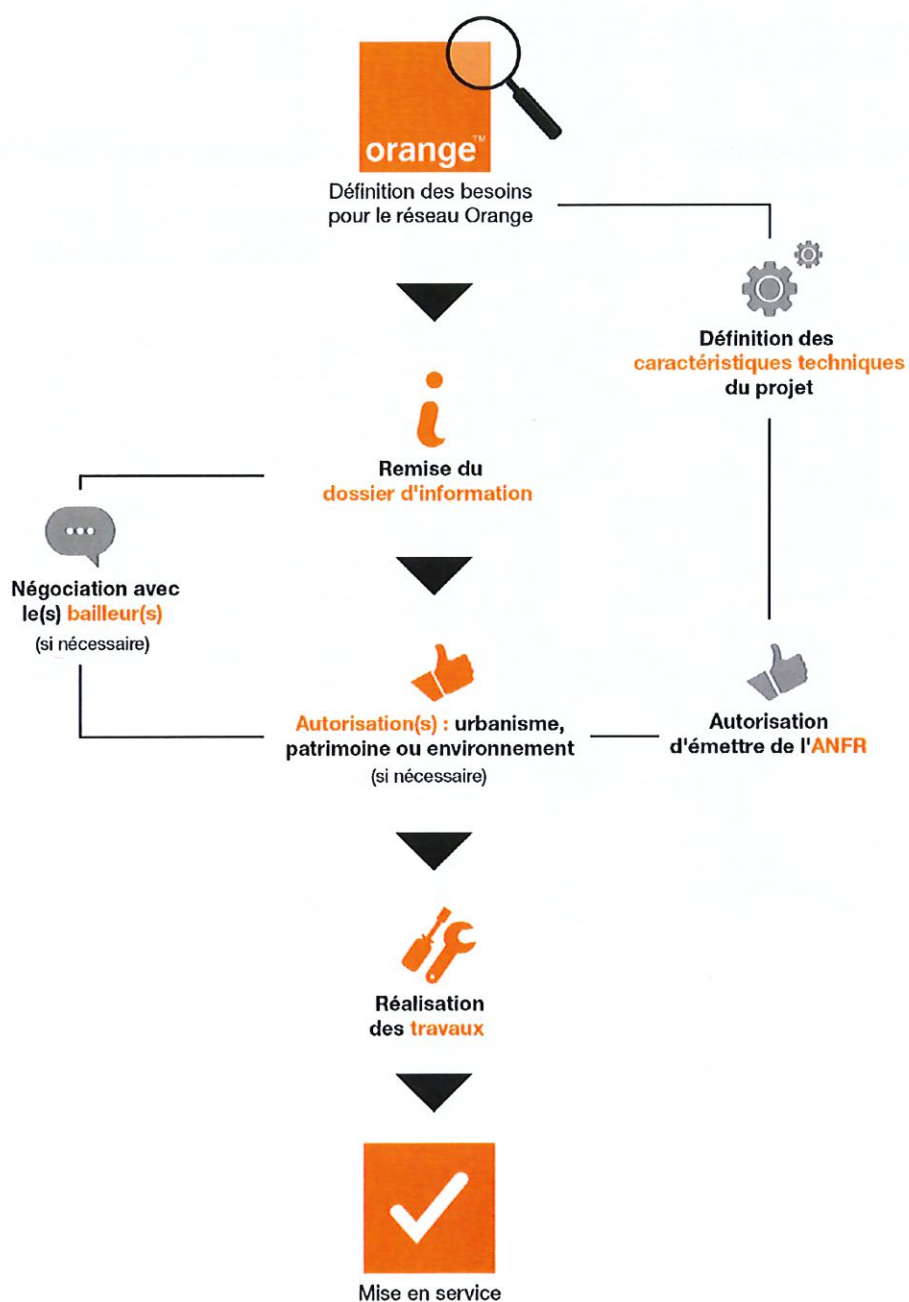 orange™
Définition des besoins
pour le réseau Orange
Définition des
caractéristiques techniques
du projet
Remise du
dossier d'information
Négociation avec
le(s) bailleur(s)
(si nécessaire)
Autorisation(s) : urbanisme,
patrimoine ou environnement
(si nécessaire)
Autorisation
d'émettre de l'ANFR
Réalisation
des travaux
Mise en service